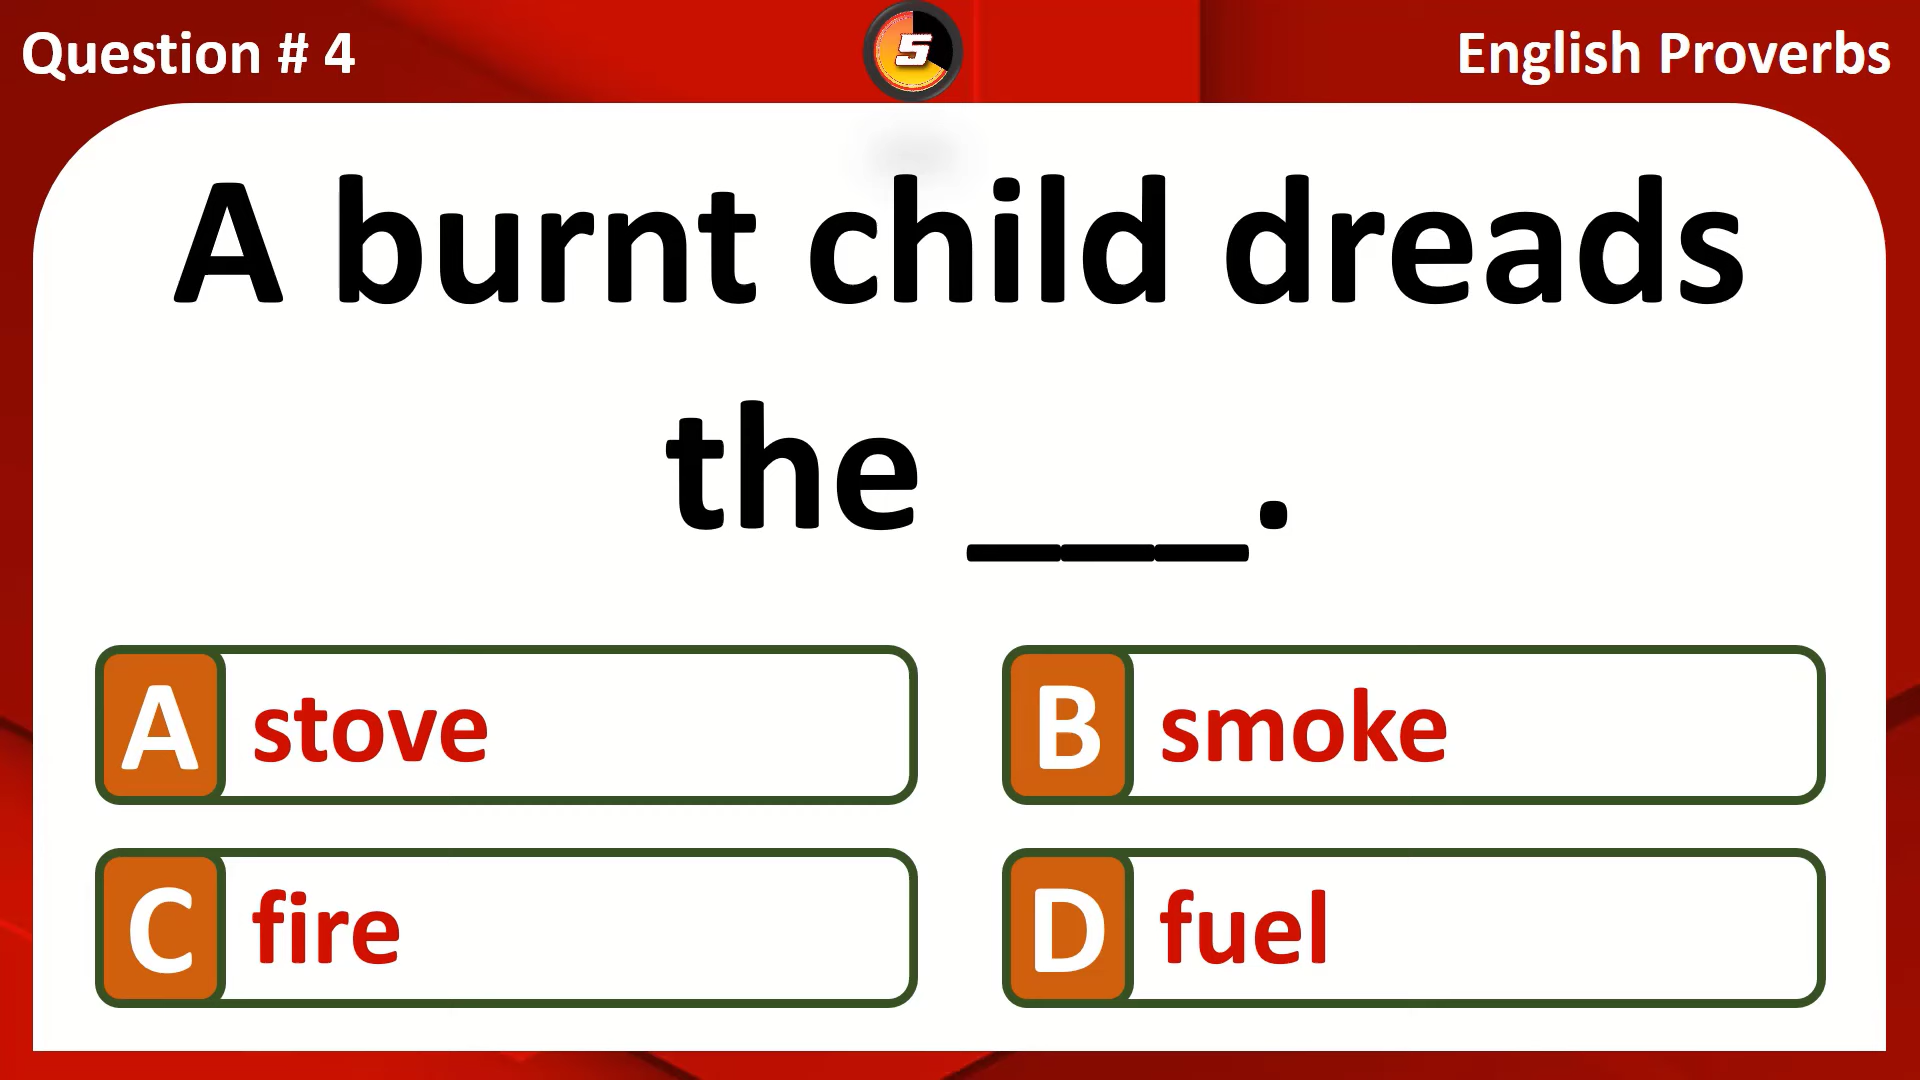 Question # 4
5
English Proverbs
A burnt child dreads
the ___.
A stove
B smoke
C fire
D fuel